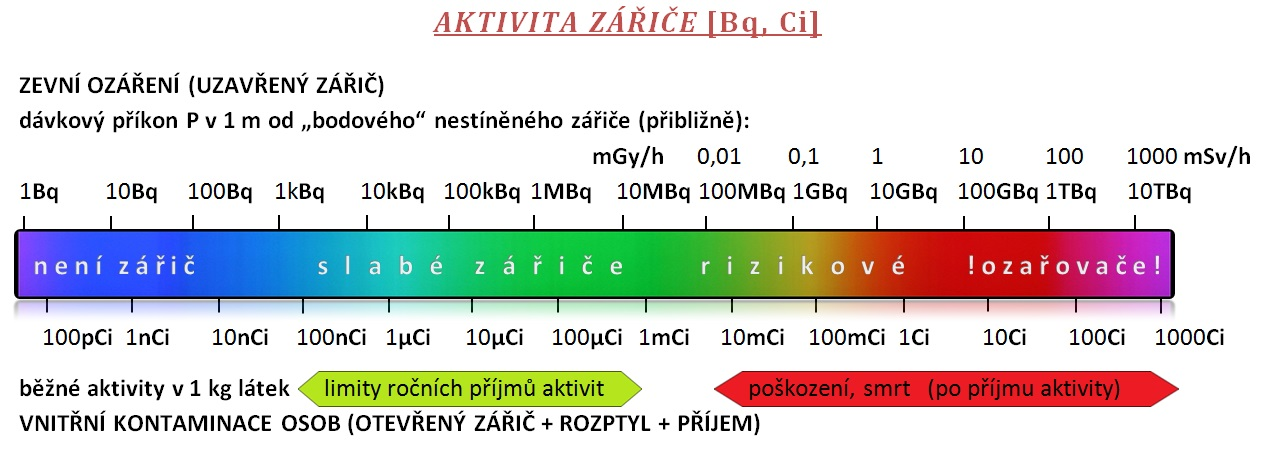 AKTIVITA ZÁŘIČE [Bq, Ci]
ZEVNÍ OZÁŘENÍ (UZAVŘENÝ ZÁŘIČ)
dávkový příkon P v 1 m od „bodového“ nestíněného zářiče (přibližně):
mGy/h 0,01 0,1 1 10 100 1000 mSv/h
1Bq 10Bq 100Bq 1kBq 10kBq 100kBq 1MBq 10MBq 100MBq 1GBq 10GBq 100GBq 1TBq 10TBq
není zářič slabé zářiče rizikové !ozařovače!
100pCi 1nCi 10nCi 100nCi 1µCi 10µCi 100µCi 1mCi 10mCi 100mCi 1Ci 10Ci 100Ci 1000Ci
běžné aktivity v 1 kg látek limity ročních příjmů aktivit poškození, smrt (po příjmu aktivity)
VNITŘNÍ KONTAMINACE OSOB (OTEVŘENÝ ZÁŘIČ + ROZPTYL + PŘÍJEM)